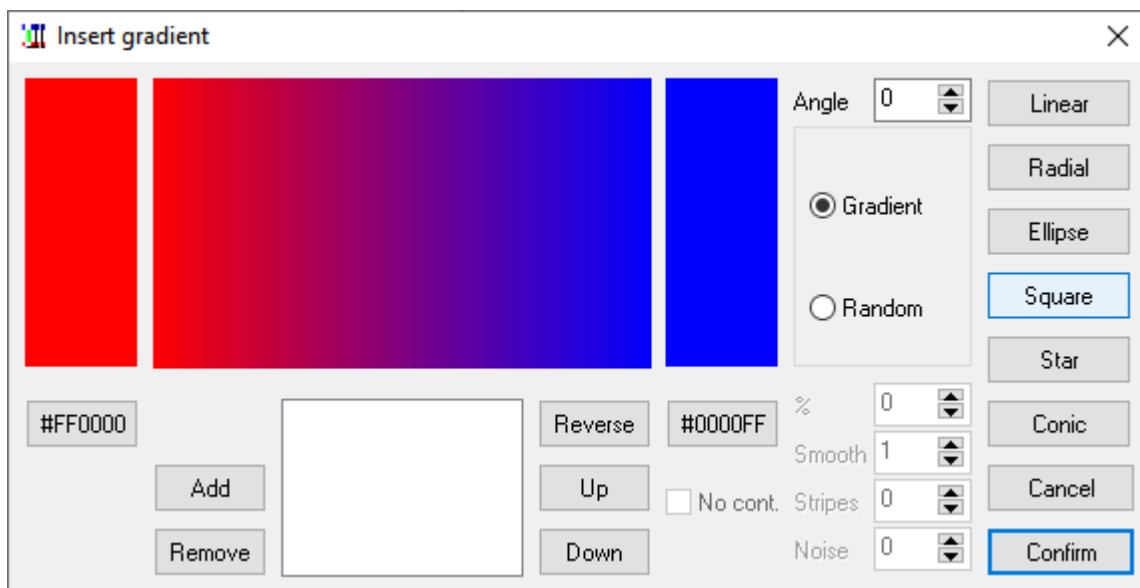 Insert gradient
Angle 0
Linear
Radial
Gradient
Ellipse
Square
Random
Star
#FF0000
Reverse
#0000FF
% 0
Conic
Smooth 1
Add
Up
No cont.
Stripes 0
Cancel
Remove
Down
Noise 0
Confirm